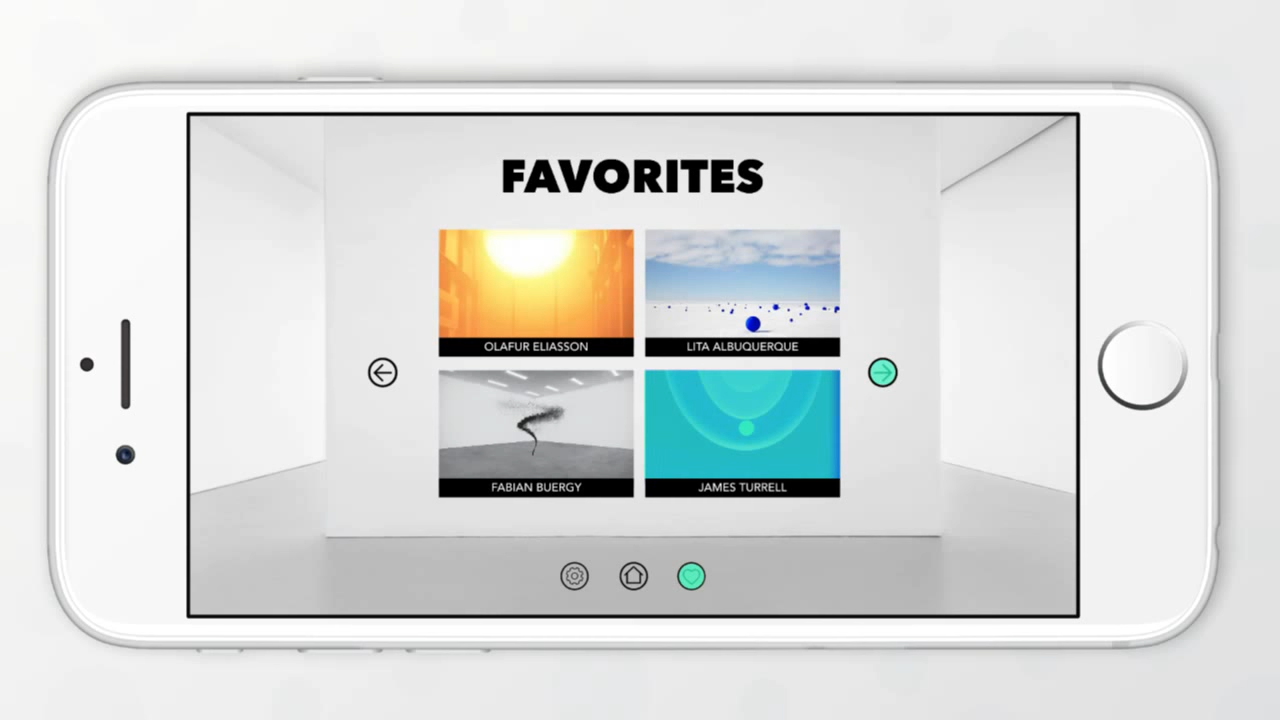 FAVORITES
OLAFUR ELIASSON
LITA ALBUQUERQUE
FABIAN BUERGY
JAMES TURRELL